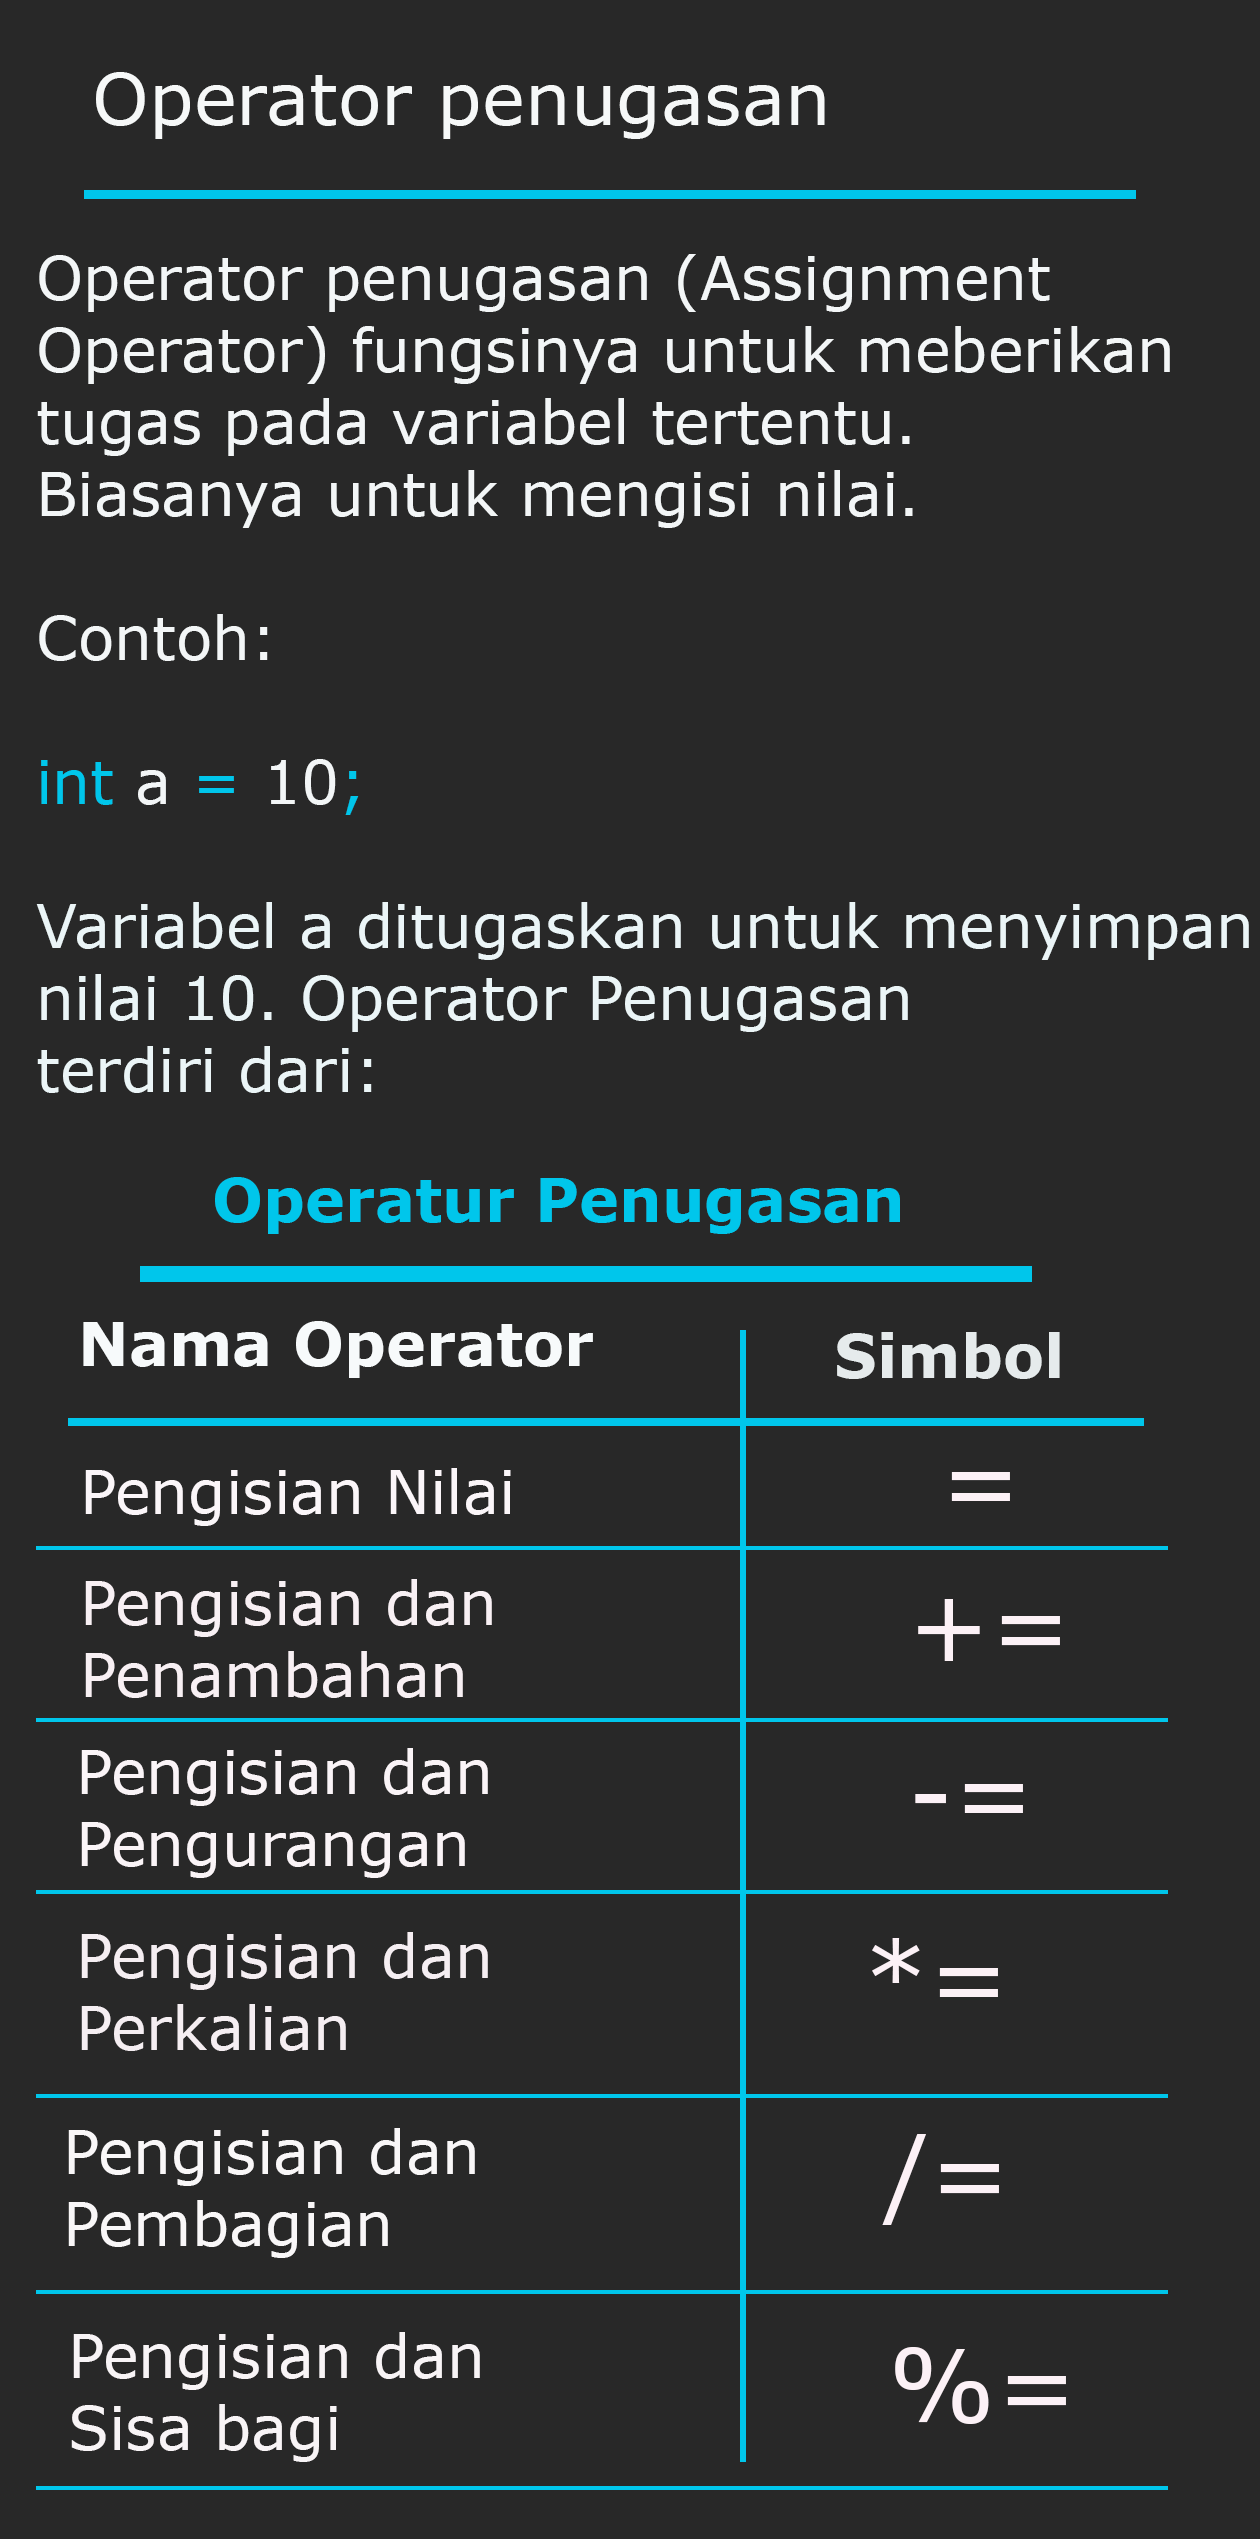 Operator penugasan
Operator penugasan (Assignment
Operator) fungsinya untuk meberikan
tugas pada variabel tertentu.
Biasanya untuk mengisi nilai.
Contoh:
int a = 10;
Variabel a ditugaskan untuk menyimpan
nilai 10. Operator Penugasan
terdiri dari:
Operatur Penugasan
Nama Operator Simbol
Pengisian Nilai =
Pengisian dan
Penambahan +=
Pengisian dan
Pengurangan -=
Pengisian dan
Perkalian *=
Pengisian dan
Pembagian /=
Pengisian dan
Sisa bagi %=